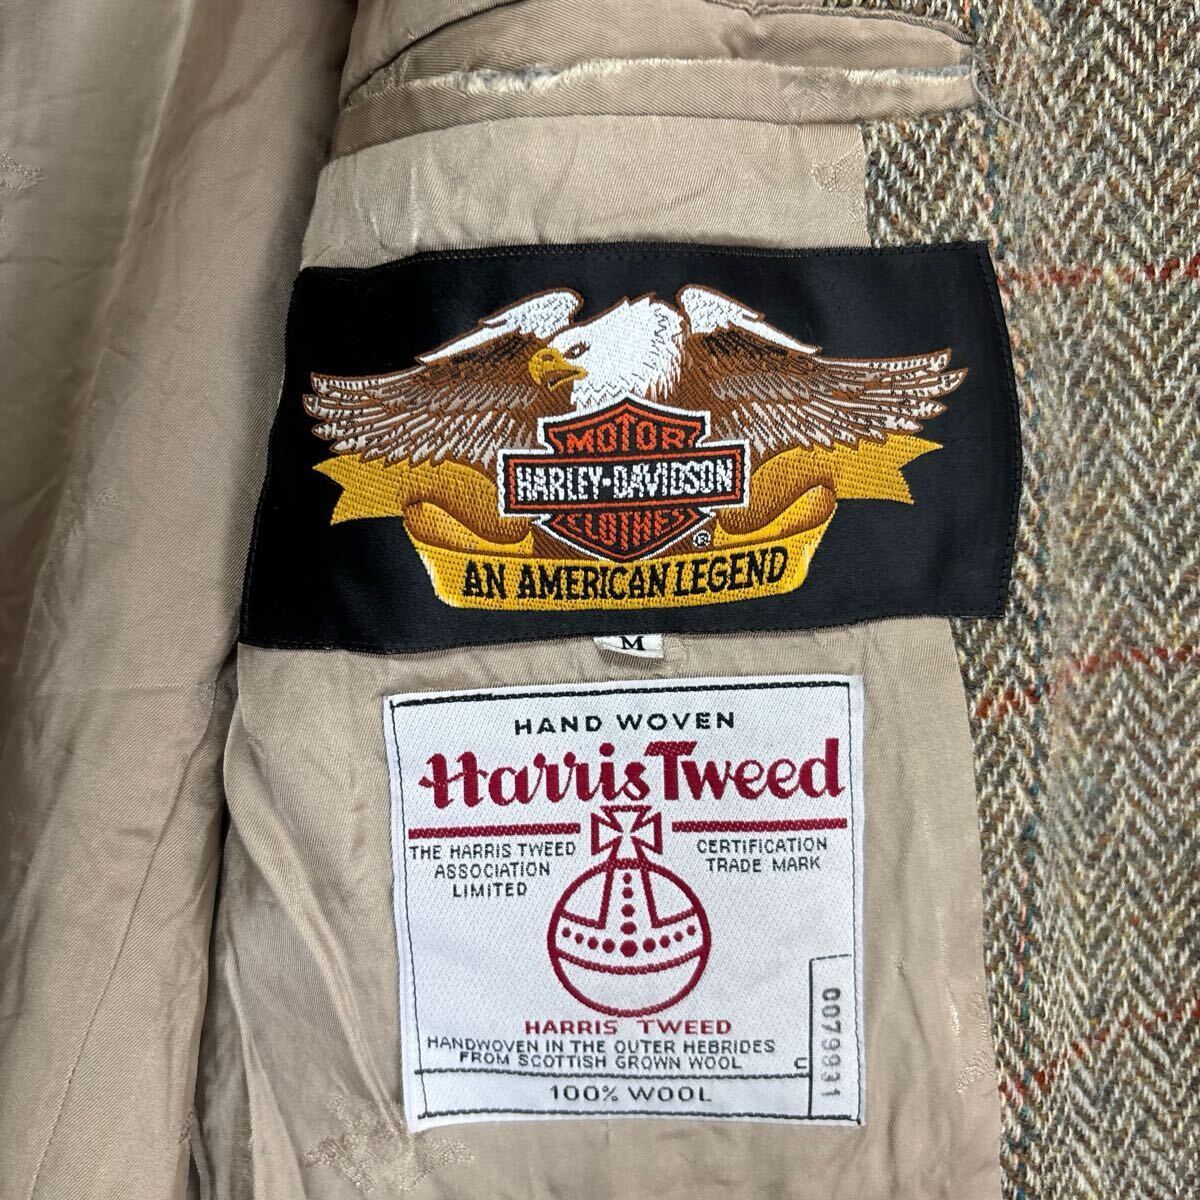 MOTOR
HARLEY-DAVIDSON
CLOTHES
®
AN AMERICAN LEGEND
M
HAND WOVEN
Harris Tweed
THE HARRIS TWEED
ASSOCIATION
LIMITED
CERTIFICATION
TRADE MARK
HARRIS TWEED
HANDWOVEN IN THE OUTER HEBRIDES
FROM SCOTTISH GROWN WOOL
C
100% WOOL
0079931